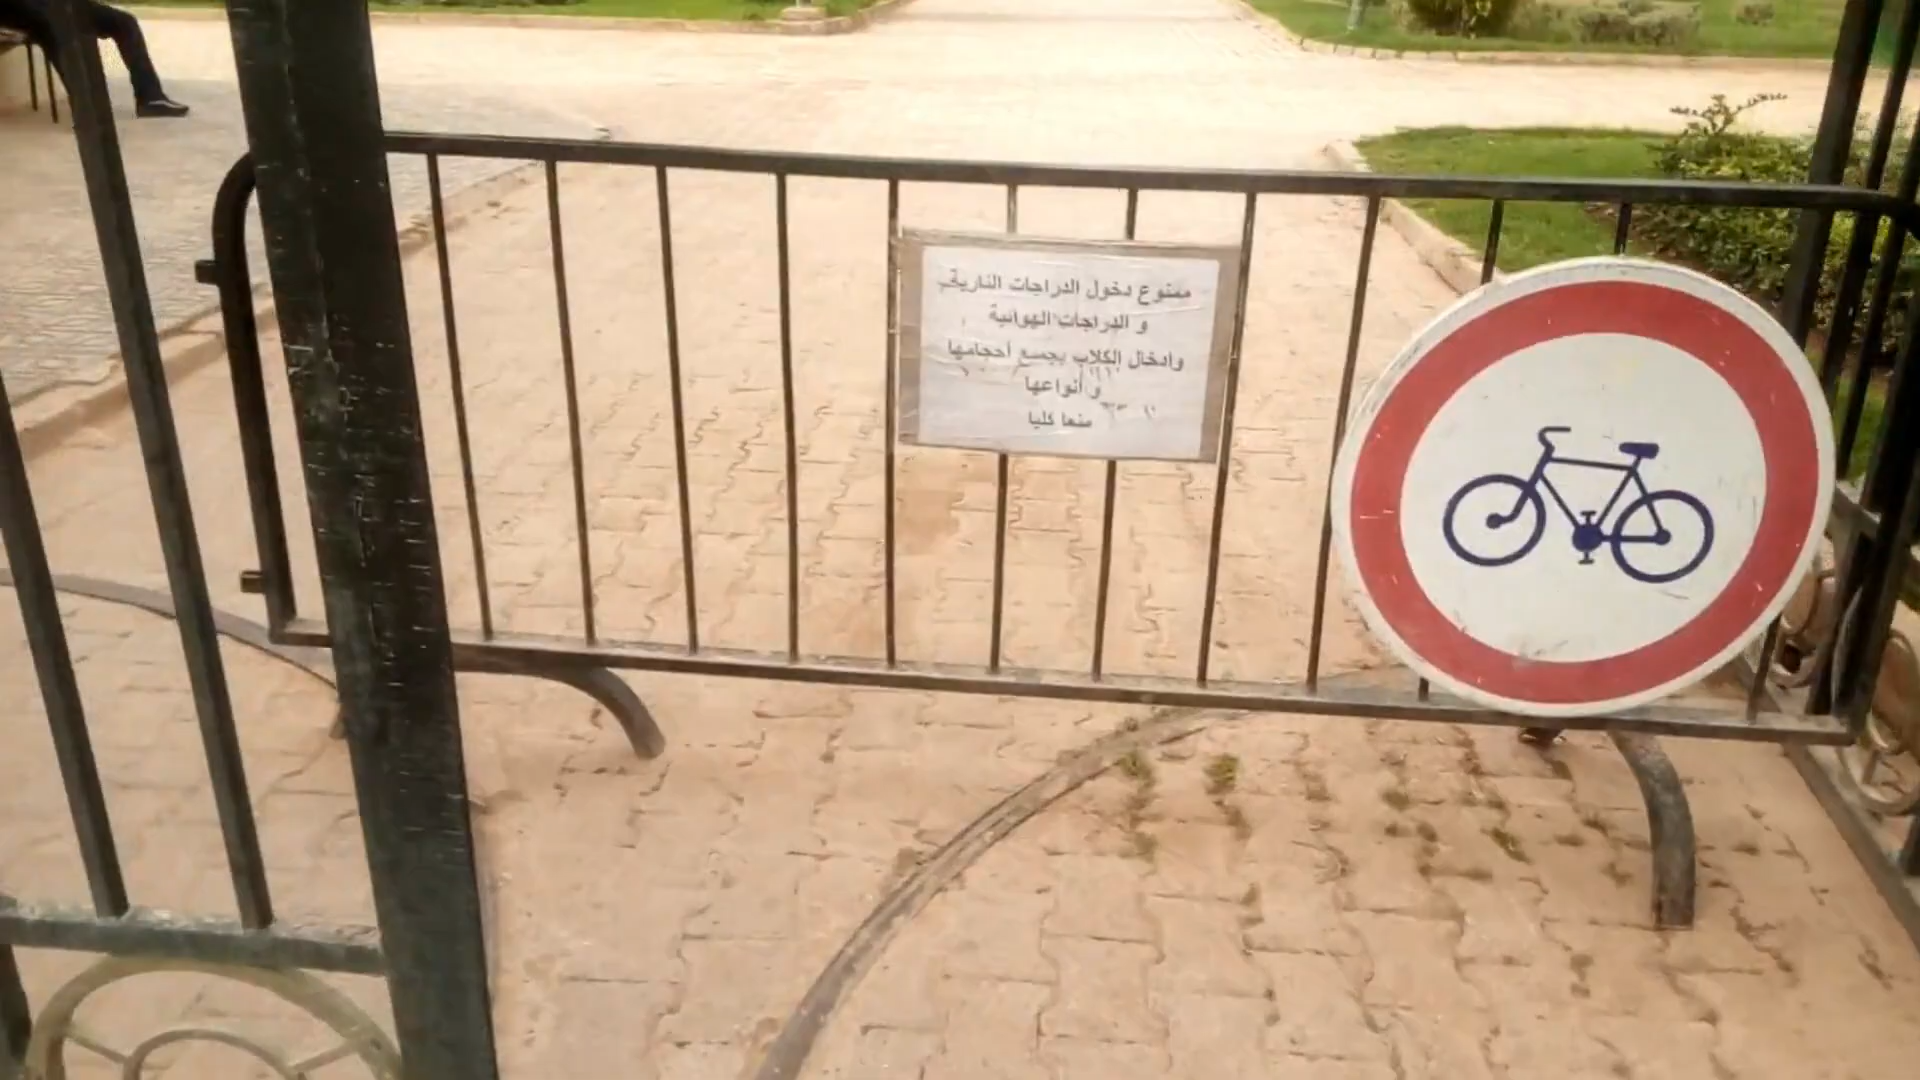 ممنوع دخول الدراجات النارية
و الدراجات الهوائية
وادخال الكلاب بجميع أحجامها
و أنواعها
منعا كليا